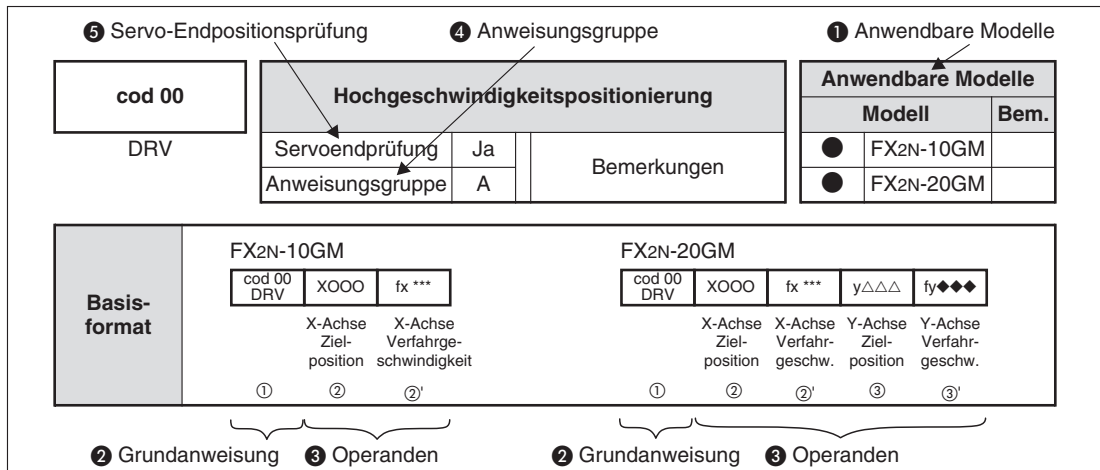 ❺ Servo-Endpositionsprüfung ❹ Anweisungsgruppe ❶ Anwendbare Modelle
cod 00
DRV
Hochgeschwindigkeitspositionierung
Servoendprüfung Ja
Anweisungsgruppe A
Bemerkungen
Anwendbare Modelle
Modell Bem.
● FX2N-10GM
● FX2N-20GM
Basis-
format
FX2N-10GM
cod 00
DRV
XOOO fx ***
X-Achse
Ziel-
position
X-Achse
Verfahrge-
schwindigkeit
① ② ②'
❷ Grundanweisung ❸ Operanden
FX2N-20GM
cod 00
DRV
XOOO fx *** y△△△ fy◆◆◆
X-Achse
Ziel-
position
X-Achse
Verfahr-
geschw.
Y-Achse
Ziel-
position
Y-Achse
Verfahr-
geschw.
① ② ②' ③ ③'
❷ Grundanweisung ❸ Operanden